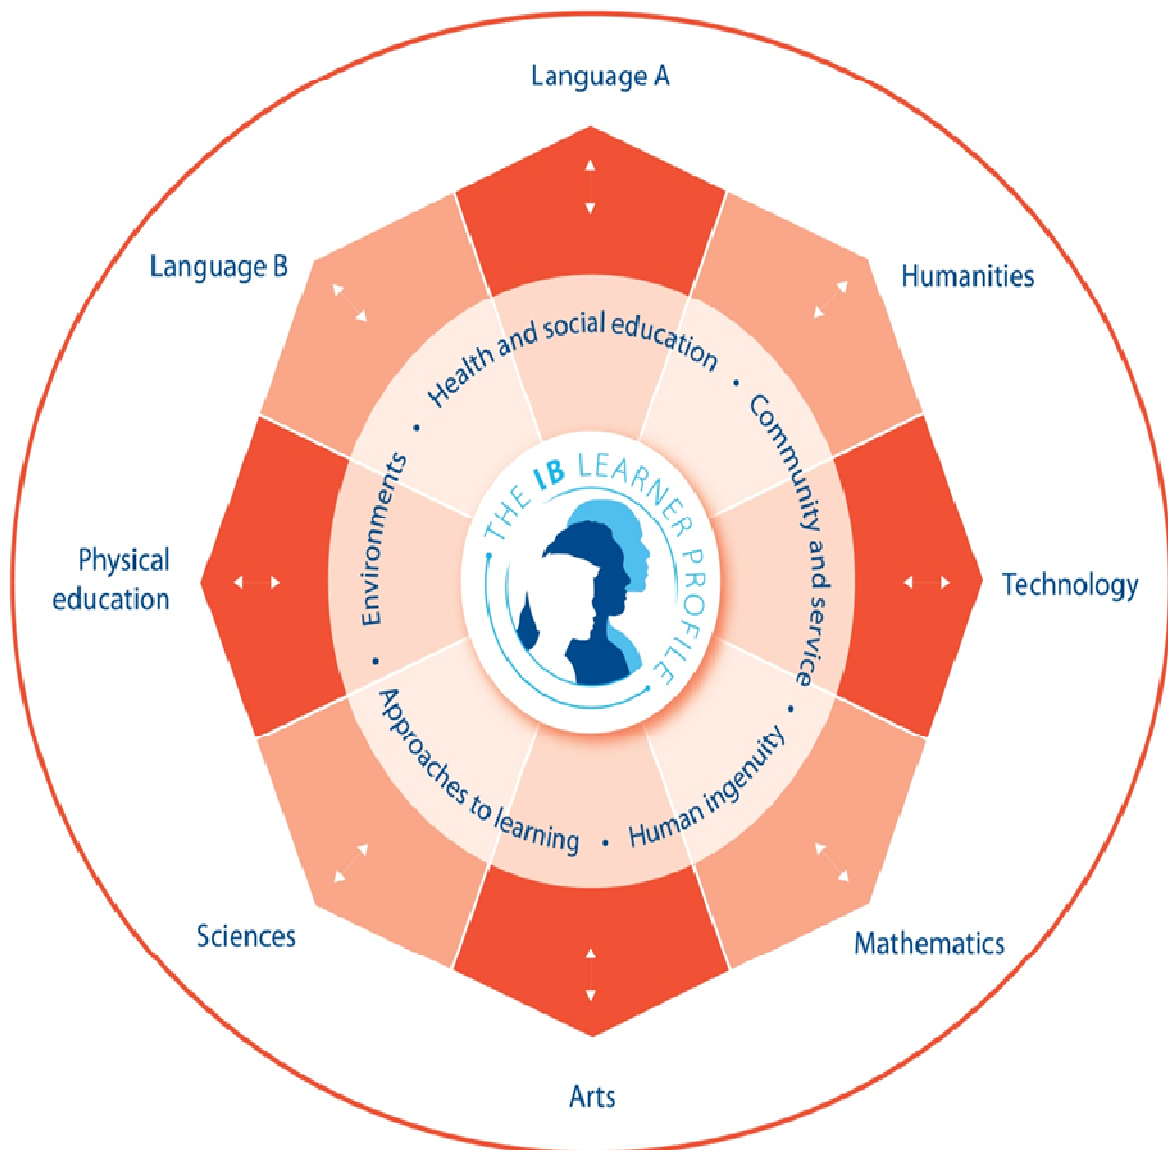 Language A
Language B
Humanities
Health and social education
•
Community and service
•
Human ingenuity
•
Approaches to learning
•
Environments
•
THE IB LEARNER PROFILE
Physical
education
Technology
Sciences
Mathematics
Arts